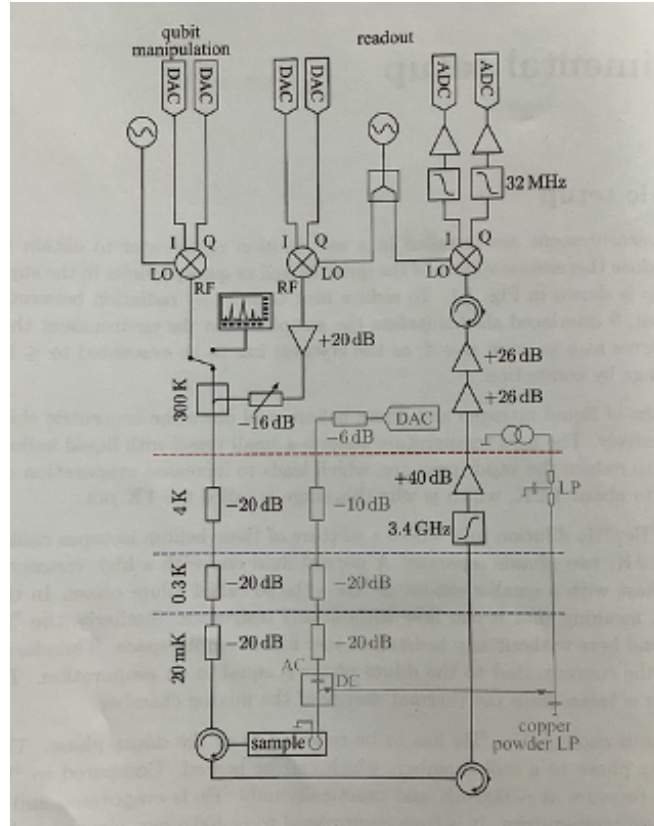 qubit
manipulation
readout
DAC DAC DAC DAC ADC ADC
32 MHz
I Q I Q I Q
LO LO LO
RF RF
+20 dB
+26 dB
+26 dB
300 K
−16 dB
DAC
−6 dB
+40 dB
LP
4 K
−20 dB
−10 dB
3.4 GHz
0.3 K
−20 dB
−20 dB
20 mK
−20 dB
−20 dB
AC
DC
sample
copper
powder LP